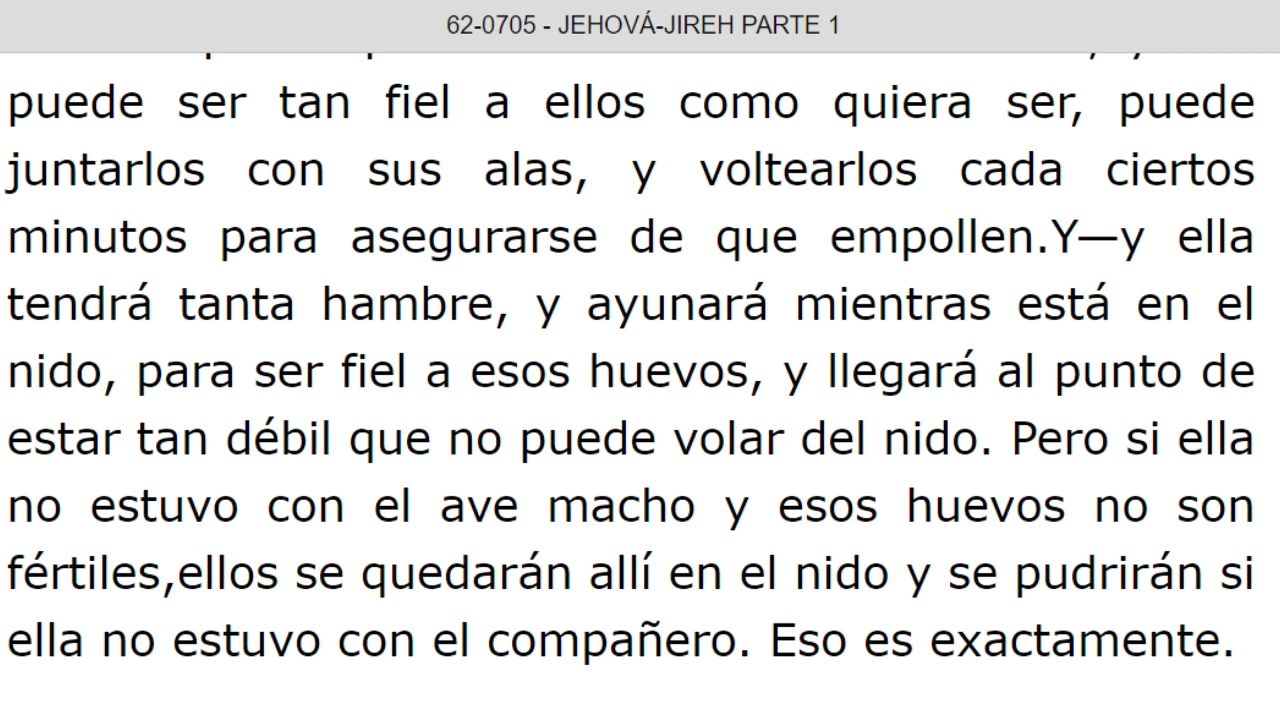 62-0705 - JEHOVÁ-JIREH PARTE 1
puede ser tan fiel a ellos como quiera ser, puede
juntarlos con sus alas, y voltearlos cada ciertos
minutos para asegurarse de que empollen.Y—y ella
tendrá tanta hambre, y ayunará mientras está en el
nido, para ser fiel a esos huevos, y llegará al punto de
estar tan débil que no puede volar del nido. Pero si ella
no estuvo con el ave macho y esos huevos no son
fértiles,ellos se quedarán allí en el nido y se pudrirán si
ella no estuvo con el compañero. Eso es exactamente.